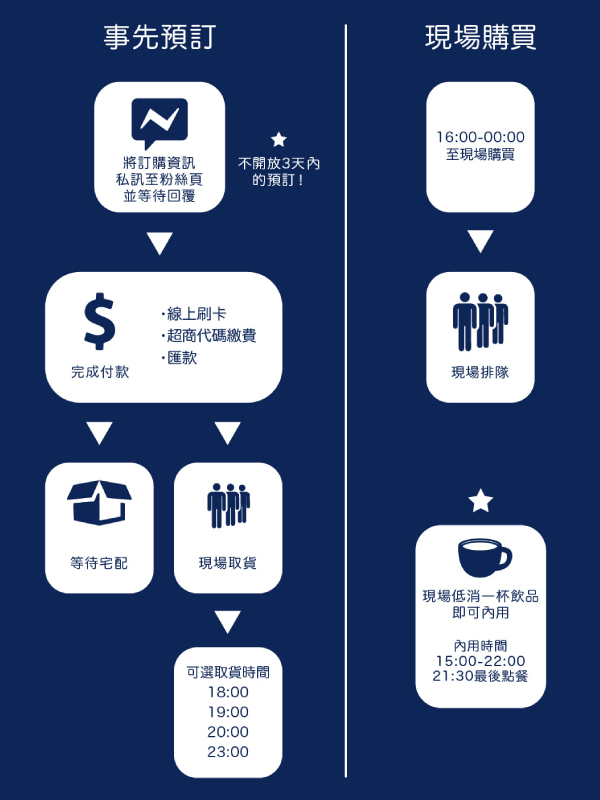 事先預訂
將訂購資訊
私訊至粉絲頁
並等待回覆
不開放3天內
的預訂！
完成付款
・線上刷卡
・超商代碼繳費
・匯款
等待宅配
現場取貨
可選取貨時間
18:00
19:00
20:00
23:00
現場購買
16:00-00:00
至現場購買
現場排隊
現場低消一杯飲品
即可內用
內用時間
15:00-22:00
21:30最後點餐